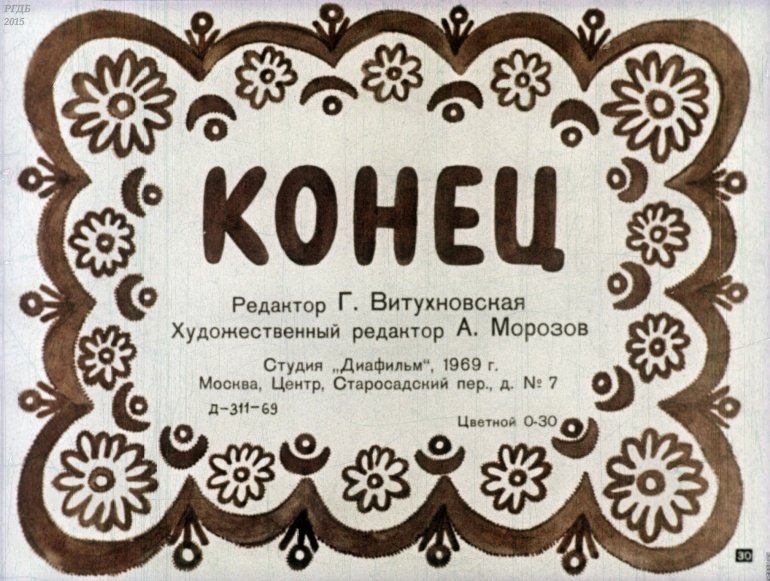 РГДБ
2015
КОНЕЦ
Редактор Г. Витухновская
Художественный редактор А. Морозов
Студия „Диафильм“, 1969 г.
Москва, Центр, Старосадский пер., д. № 7
Д-311-69
Цветной 0-30
30